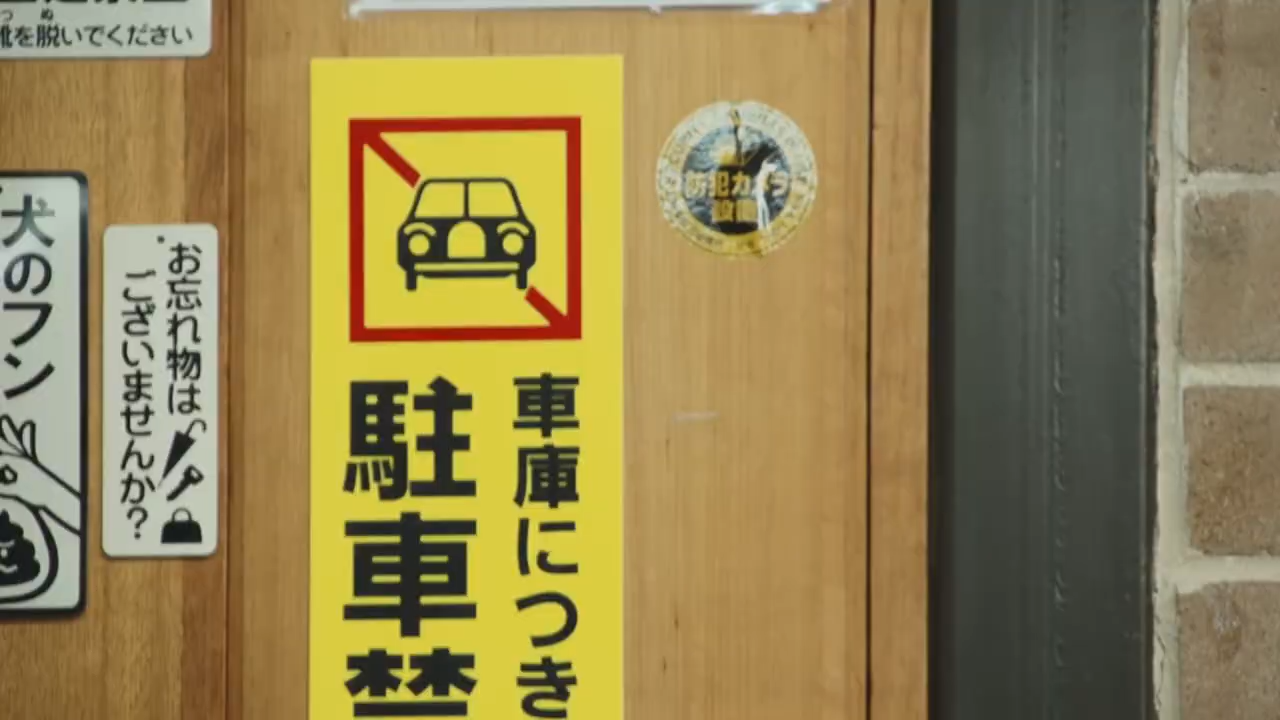 靴を脱いでください
犬のフン
お忘れ物は
ございませんか?
車庫につき
駐車禁
防犯カメラ
設置